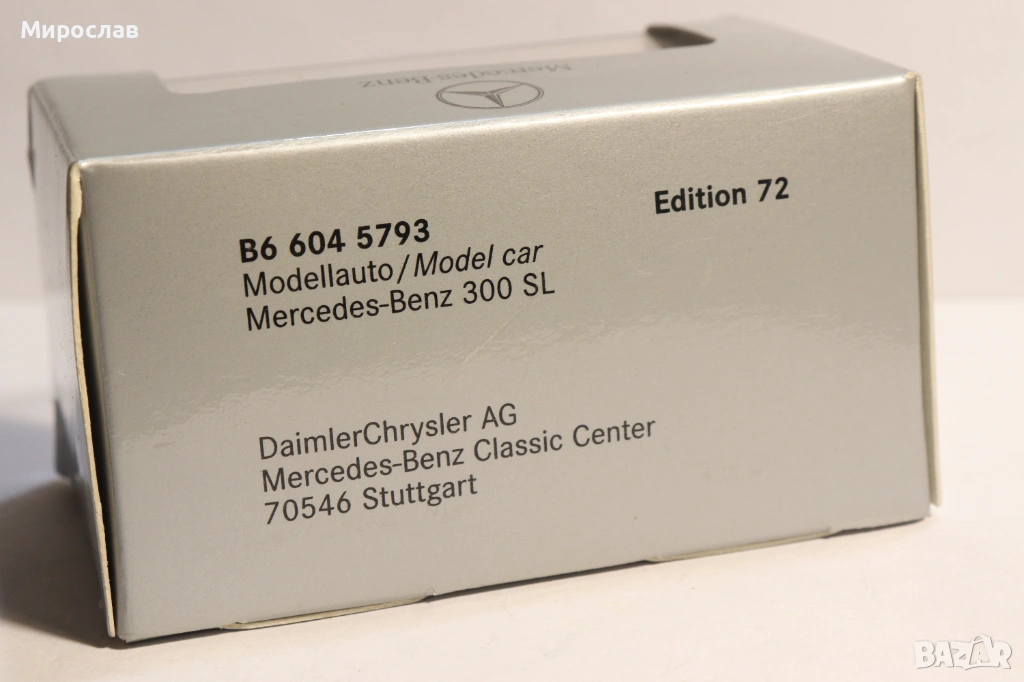 Мирослав
Mercedes-Benz
Edition 72
B6 604 5793
Modellauto/Model car
Mercedes-Benz 300 SL
DaimlerChrysler AG
Mercedes-Benz Classic Center
70546 Stuttgart
BAZAR